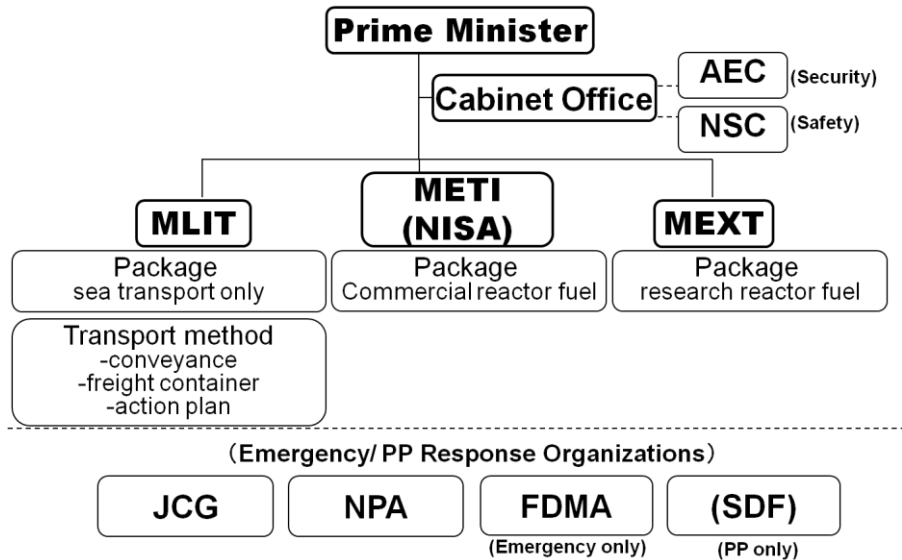 Prime Minister
Cabinet Office
AEC (Security)
NSC (Safety)
MLIT
METI
(NISA)
MEXT
Package
sea transport only
Package
Commercial reactor fuel
Package
research reactor fuel
Transport method
-conveyance
-freight container
-action plan
（Emergency/ PP Response Organizations）
JCG
NPA
FDMA
(Emergency only)
(SDF)
(PP only)